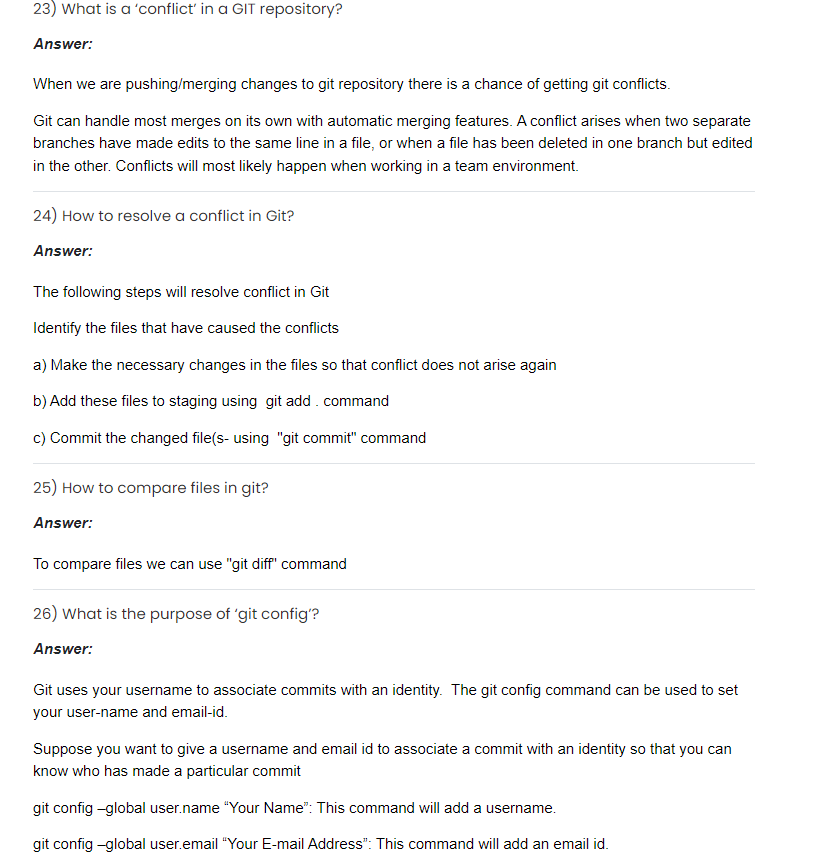 23) What is a ‘conflict’ in a GIT repository?
Answer:
When we are pushing/merging changes to git repository there is a chance of getting git conflicts.
Git can handle most merges on its own with automatic merging features. A conflict arises when two separate
branches have made edits to the same line in a file, or when a file has been deleted in one branch but edited
in the other. Conflicts will most likely happen when working in a team environment.
24) How to resolve a conflict in Git?
Answer:
The following steps will resolve conflict in Git
Identify the files that have caused the conflicts
a) Make the necessary changes in the files so that conflict does not arise again
b) Add these files to staging using  git add . command
c) Commit the changed file(s- using  "git commit" command
25) How to compare files in git?
Answer:
To compare files we can use "git diff" command
26) What is the purpose of ‘git config’?
Answer:
Git uses your username to associate commits with an identity.  The git config command can be used to set
your user-name and email-id.
Suppose you want to give a username and email id to associate a commit with an identity so that you can
know who has made a particular commit
git config –global user.name “Your Name”: This command will add a username.
git config –global user.email “Your E-mail Address”: This command will add an email id.